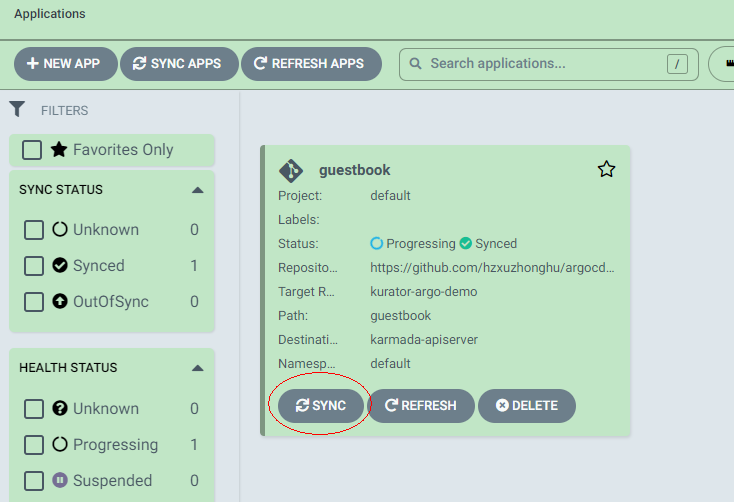 Applications
NEW APP
SYNC APPS
REFRESH APPS
Search applications...
/
FILTERS
Favorites Only
SYNC STATUS
Unknown 0
Synced 1
OutOfSync 0
HEALTH STATUS
Unknown 0
Progressing 1
Suspended 0
guestbook
Project: default
Labels:
Status: Progressing Synced
Reposito... https://github.com/hzxuzhonghu/argocd...
Target R... kurator-argo-demo
Path: guestbook
Destinati... karmada-apiserver
Namesp... default
SYNC
REFRESH
DELETE